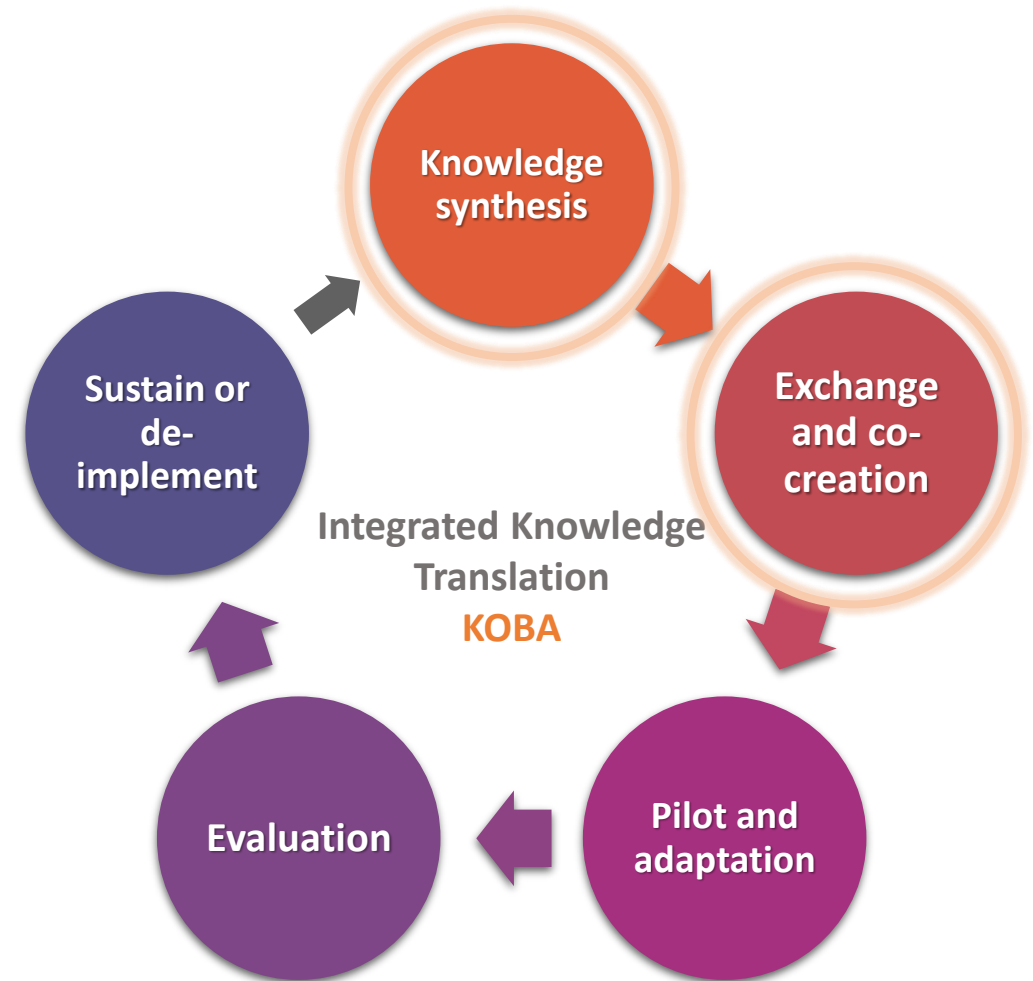 Knowledge
synthesis
Exchange
and co-
creation
Pilot and
adaptation
Evaluation
Sustain or
de-
implement
Integrated Knowledge
Translation
KOBA